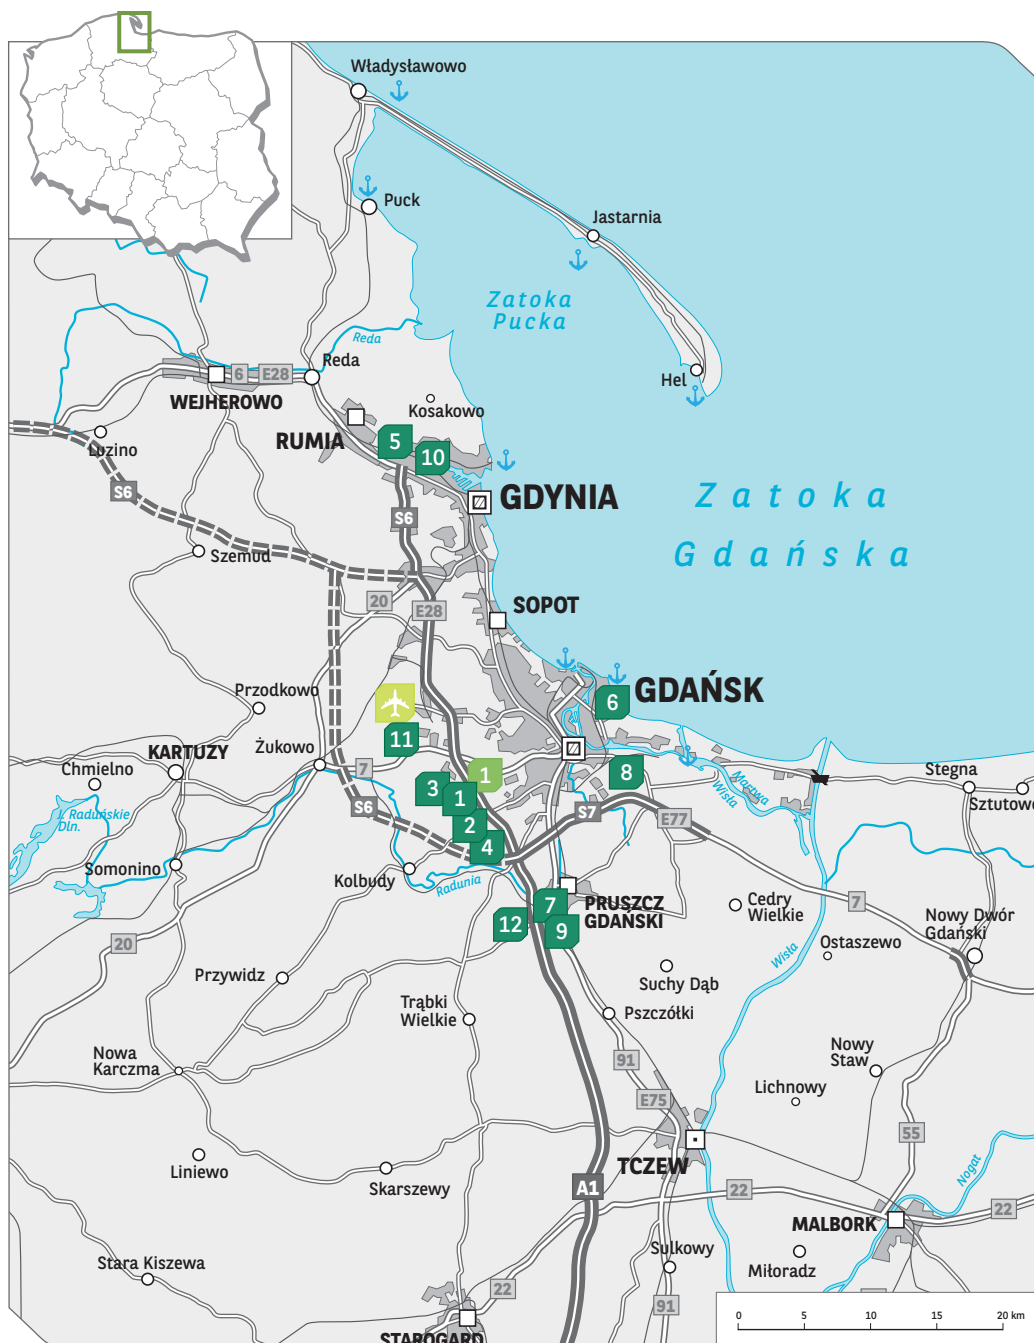 Władysławowo
Puck
Jastarnia
Zatoka
Pucka
Reda
Reda
Hel
6
E28
WEJHEROWO
Kosakowo
RUMIA
5
10
Luzino
S6
GDYNIA
Zatoka
Gdańska
S6
Szemud
20
E28
SOPOT
Przodkowo
GDAŃSK
6
11
KARTUZY
Żukowo
7
Chmielno
3
1
1
8
Martwa
Wisła
Stegna
Sztutowo
J. Raduńskie
Dln.
S6
2
S7
E77
4
Somonino
Kolbudy
Radunia
PRUSZCZ
GDAŃSKI
7
12
9
Cedry
Wielkie
7
Nowy Dwór
Gdański
20
Ostaszewo
Wisła
Przywidz
Suchy Dąb
Trąbki
Wielkie
Pszczółki
Nowa
Karczma
91
Nowy
Staw
Lichnowy
E75
55
Liniewo
Skarszewy
TCZEW
Nogat
A1
22
22
MALBORK
Stara Kiszewa
Sulkowy
Miłoradz
22
91
STAROGARD
0 5 10 15 20 km